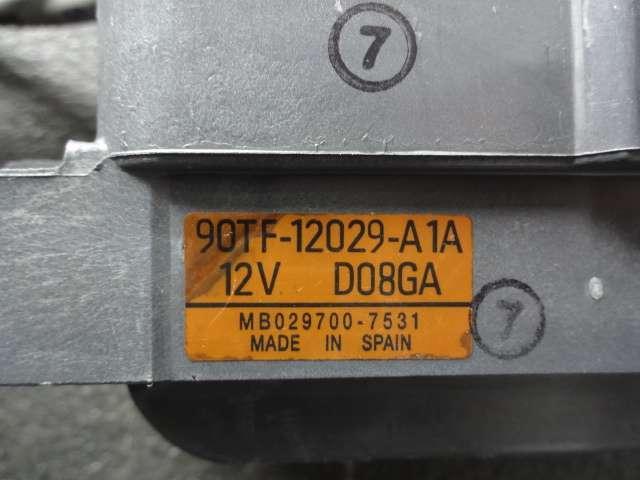 7
90TF-12029-A1A
12V D08GA
MB029700-7531
MADE IN SPAIN
7